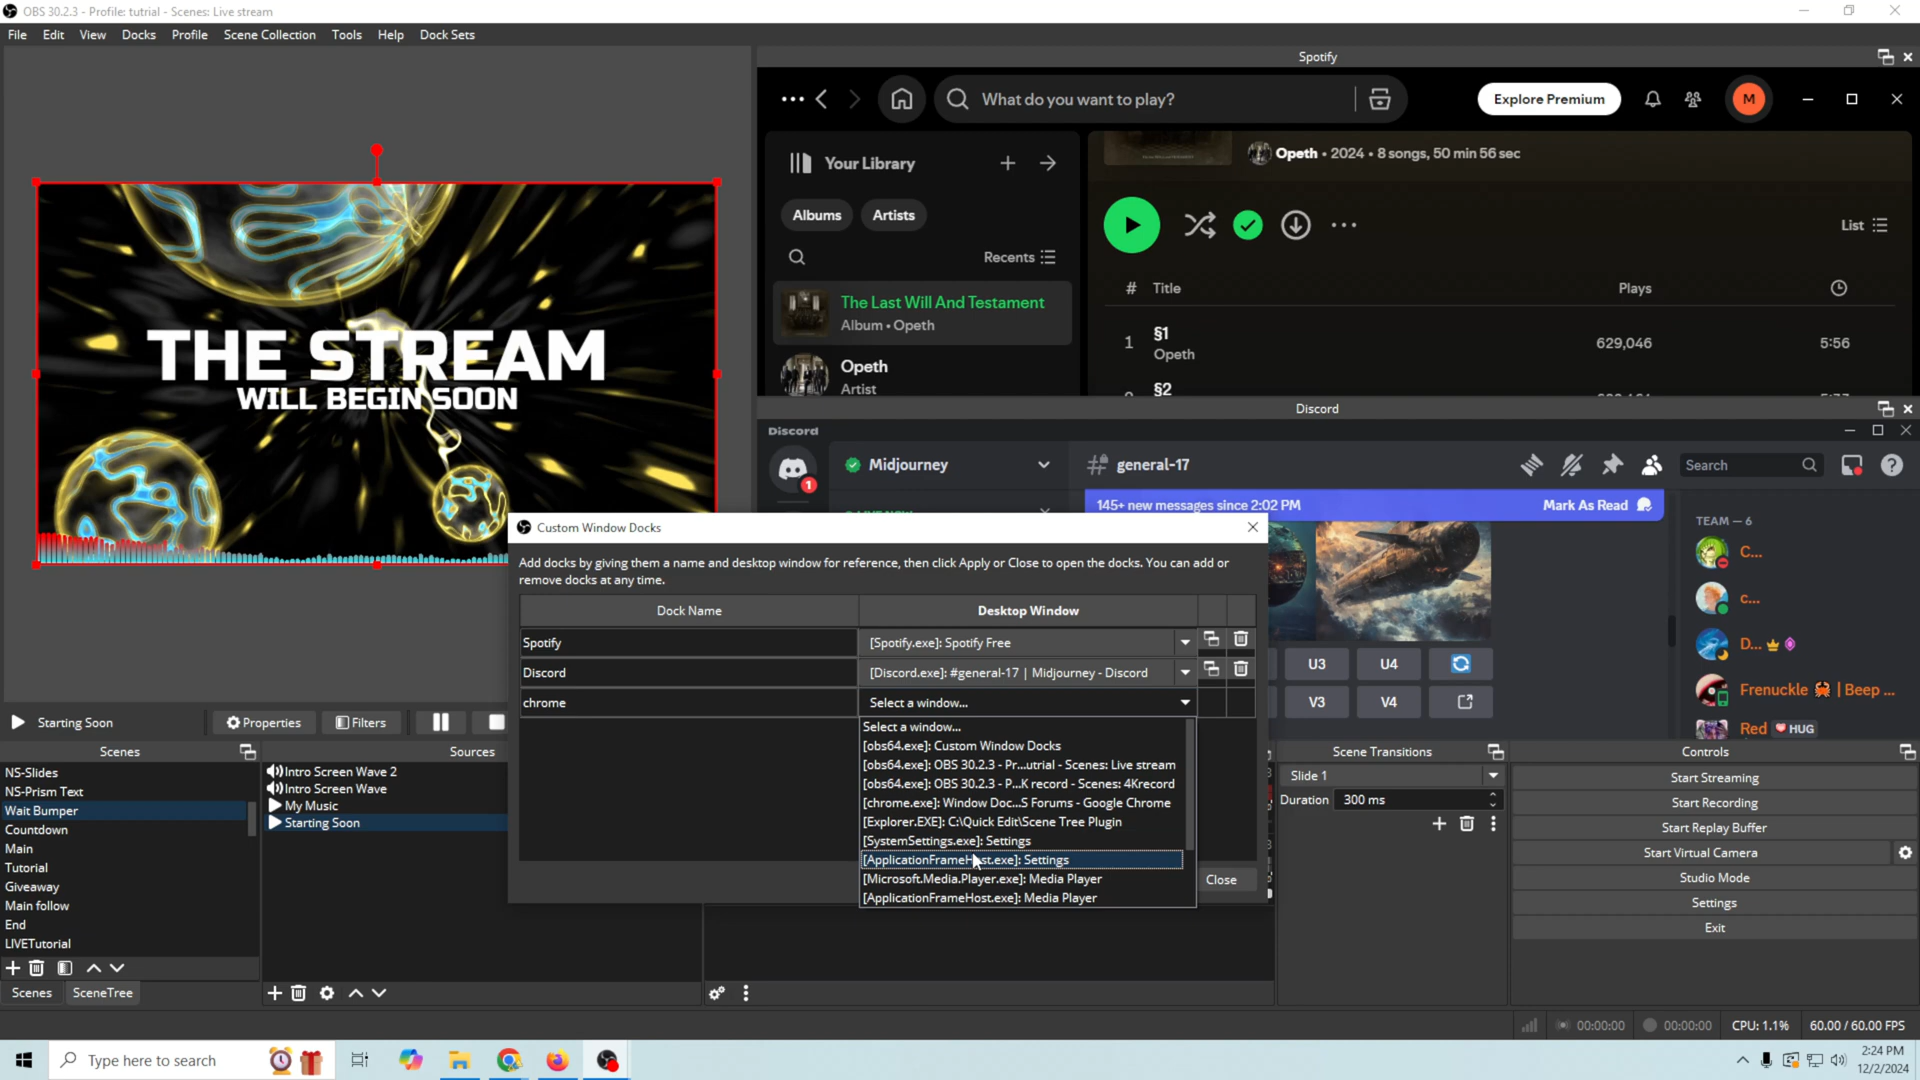 OBS 30.2.3 - Profile: tutrial - Scenes: Live stream
File Edit View Docks Profile Scene Collection Tools Help Dock Sets
Spotify
What do you want to play?
Explore Premium
M
Your Library
Albums Artists
Recents
The Last Will And Testament
Album • Opeth
Opeth
Artist
Opeth • 2024 • 8 songs, 50 min 56 sec
List
# Title Plays
1 §1 629,046 5:56
Opeth
§2
THE STREAM
WILL BEGIN SOON
Discord
Discord
1
Midjourney
general-17
Search
145+ new messages since 2:02 PM Mark As Read
TEAM — 6
C...
c...
D...
Frenuckle | Beep ...
Red HUG
U3 U4
V3 V4
Custom Window Docks
Add docks by giving them a name and desktop window for reference, then click Apply or Close to open the docks. You can add or
remove docks at any time.
Dock Name Desktop Window
Spotify [Spotify.exe]: Spotify Free
Discord [Discord.exe]: #general-17 | Midjourney - Discord
chrome Select a window...
Select a window...
[obs64.exe]: Custom Window Docks
[obs64.exe]: OBS 30.2.3 - Pr...utrial - Scenes: Live stream
[obs64.exe]: OBS 30.2.3 - P...K record - Scenes: 4Krecord
[chrome.exe]: Window Doc...S Forums - Google Chrome
[Explorer.EXE]: C:\Quick Edit\Scene Tree Plugin
[SystemSettings.exe]: Settings
[ApplicationFrameHost.exe]: Settings
[Microsoft.Media.Player.exe]: Media Player
[ApplicationFrameHost.exe]: Media Player
Close
Starting Soon Properties Filters
Scenes
NS-Slides
NS-Prism Text
Wait Bumper
Countdown
Main
Tutorial
Giveaway
Main follow
End
LIVETutorial
Scenes SceneTree
Sources
Intro Screen Wave 2
Intro Screen Wave
My Music
Starting Soon
Scene Transitions
Slide 1
Duration 300 ms
Controls
Start Streaming
Start Recording
Start Replay Buffer
Start Virtual Camera
Studio Mode
Settings
Exit
00:00:00 00:00:00 CPU: 1.1% 60.00 / 60.00 FPS
Type here to search
2:24 PM
12/2/2024